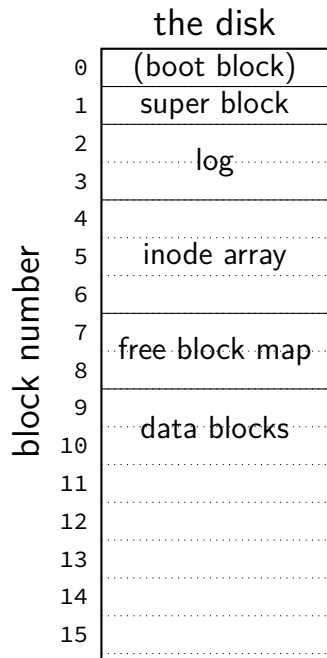 the disk
block number
0 (boot block)
1 super block
2
log
3
4
5 inode array
6
7
free block map
8
9
data blocks
10
11
12
13
14
15